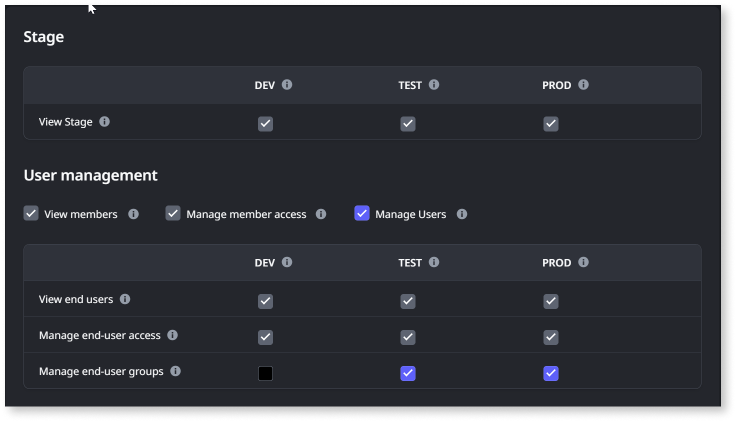 Stage
DEV TEST PROD
View Stage
User management
View members Manage member access Manage Users
DEV TEST PROD
View end users
Manage end-user access
Manage end-user groups